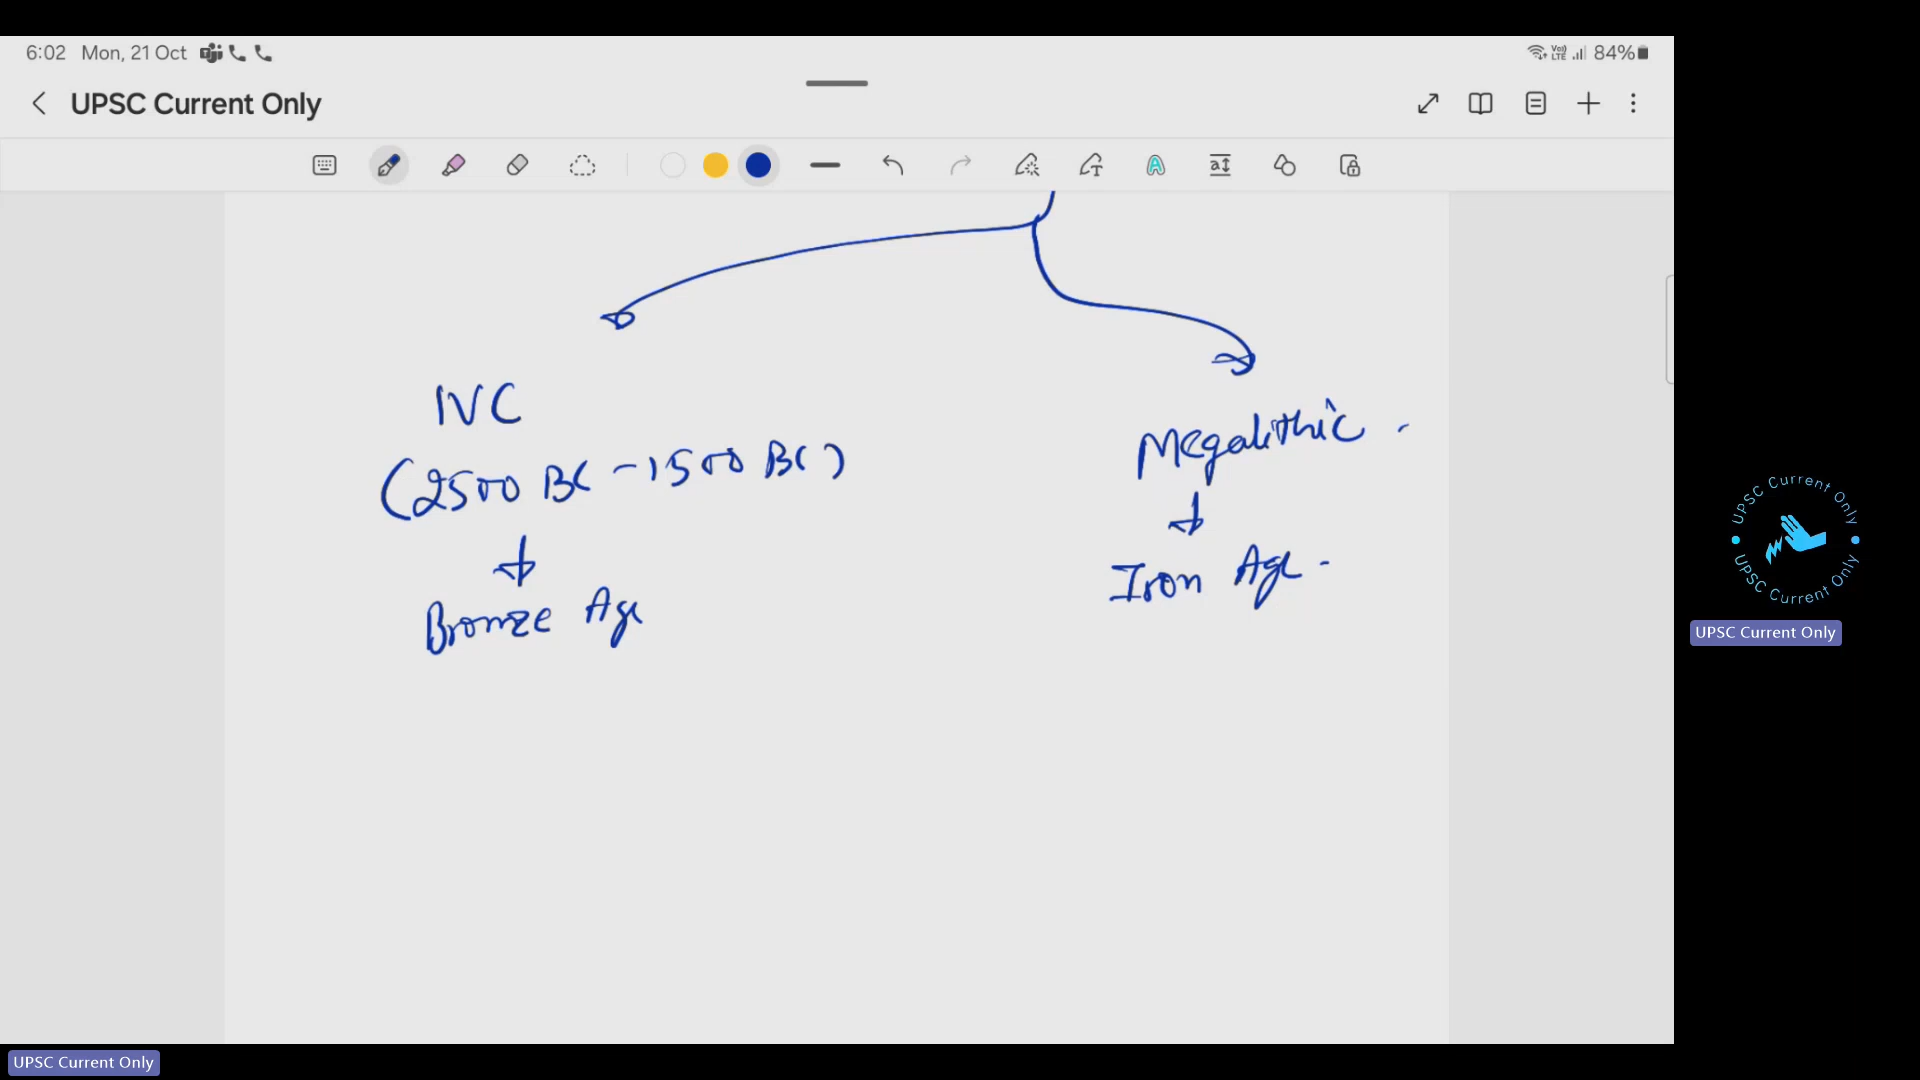 6:02 Mon, 21 Oct
84%
UPSC Current Only
IVC
(2500 BC - 1500 BC)
Bronze Age
Megalithic -
Iron Age -
UPSC Current Only
UPSC Current Only
UPSC Current Only
UPSC Current Only